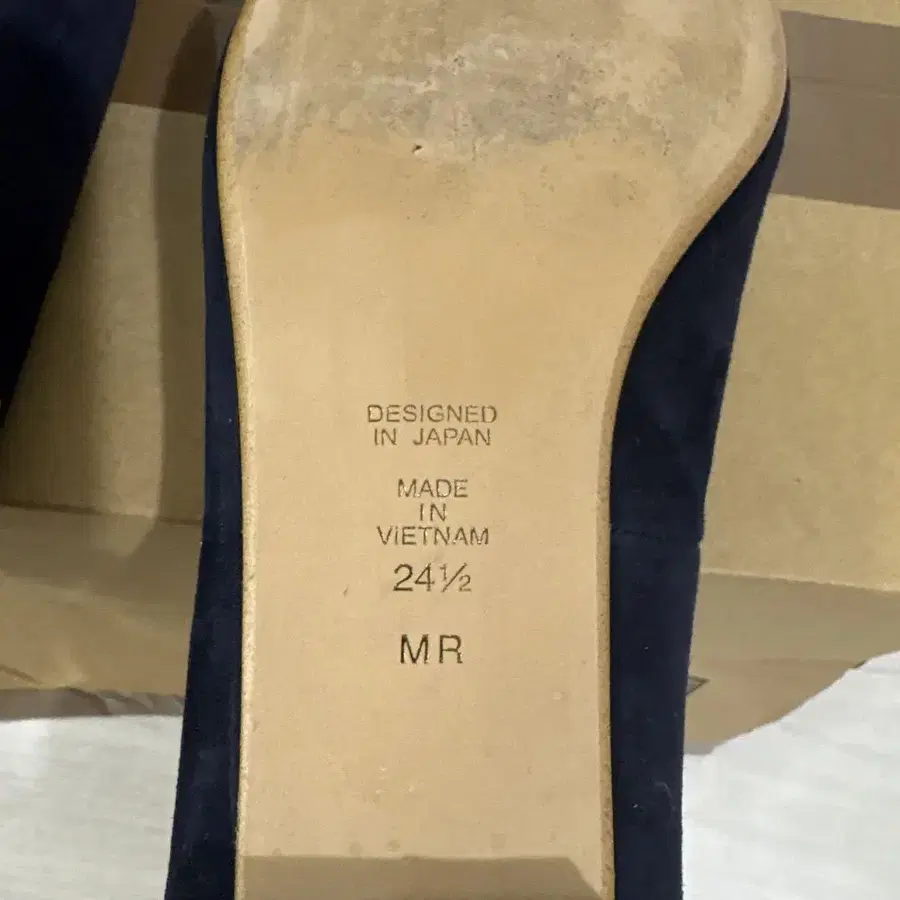 DESIGNED
IN JAPAN
MADE
IN
VIETNAM
24½
MR